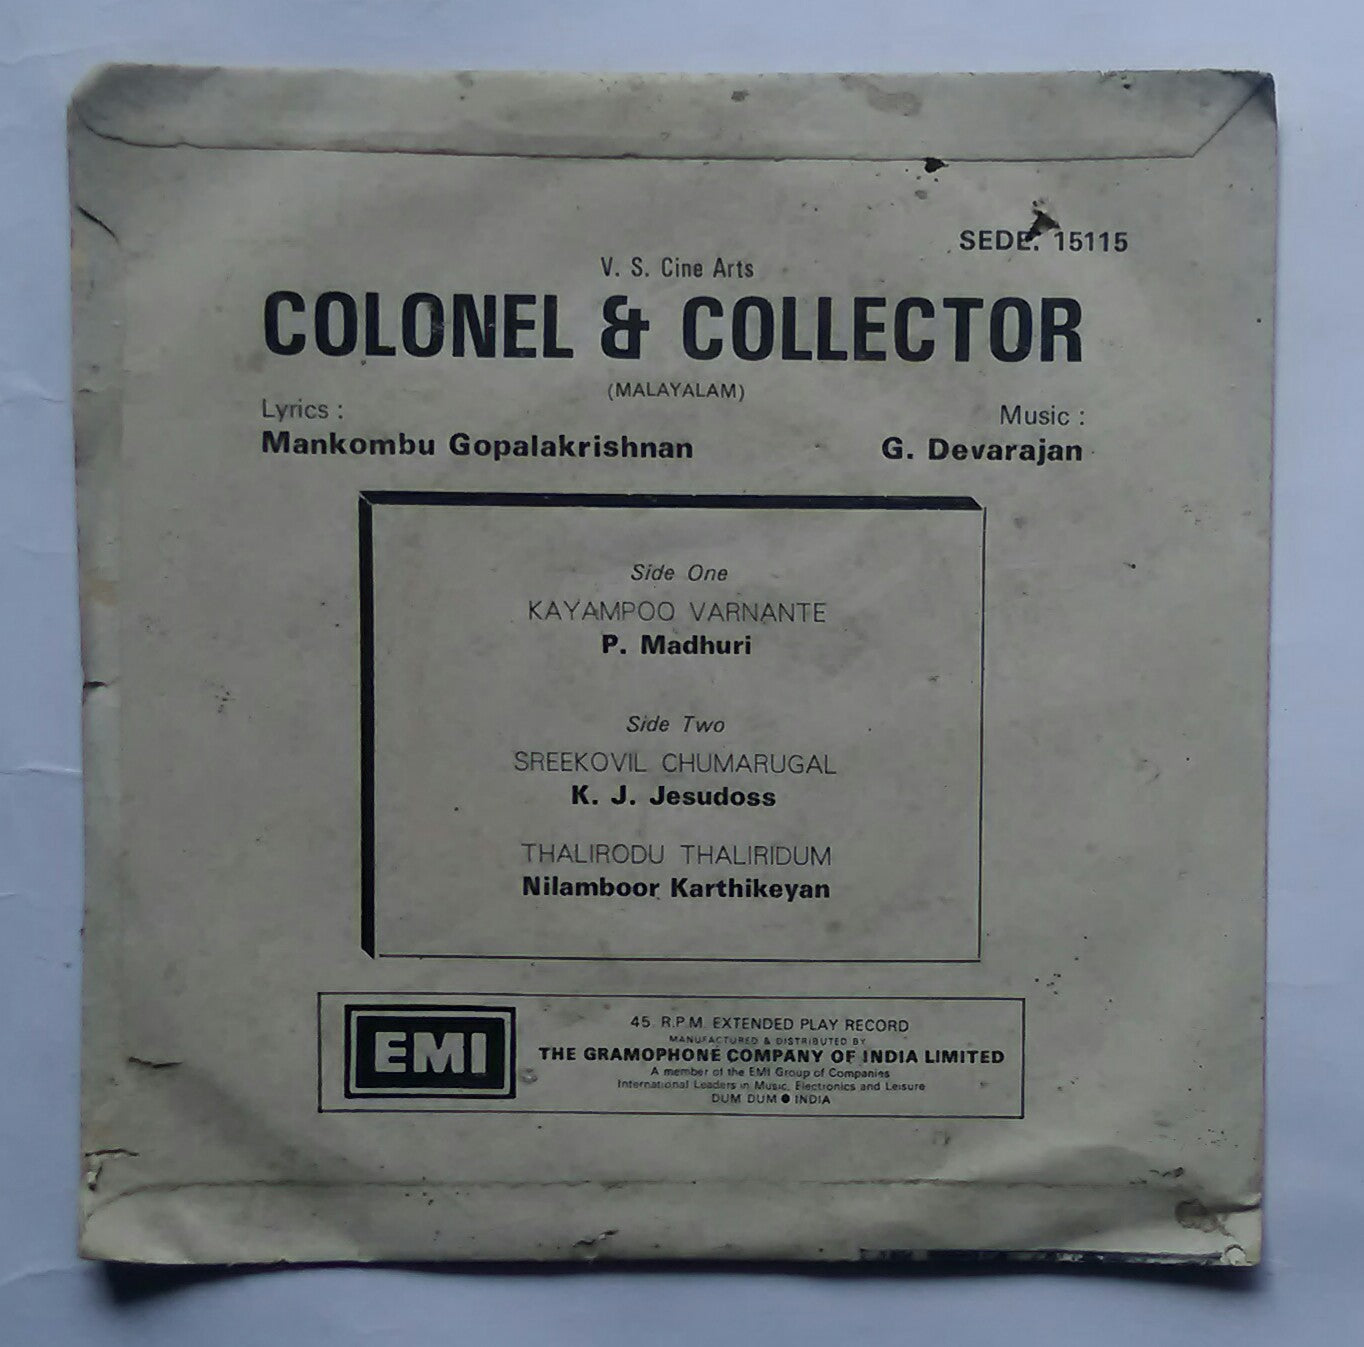 SEDE. 15115
V. S. Cine Arts
COLONEL & COLLECTOR
(MALAYALAM)
Lyrics :
Mankombu Gopalakrishnan
Music :
G. Devarajan
Side One
KAYAMPOO VARNANTE
P. Madhuri
Side Two
SREEKOVIL CHUMARUGAL
K. J. Jesudoss
THALIRODU THALIRIDUM
Nilamboor Karthikeyan
EMI
45 R.P.M. EXTENDED PLAY RECORD
MANUFACTURED & DISTRIBUTED BY
THE GRAMOPHONE COMPANY OF INDIA LIMITED
A member of the EMI Group of Companies
International Leaders in Music, Electronics and Leisure
DUM DUM ● INDIA